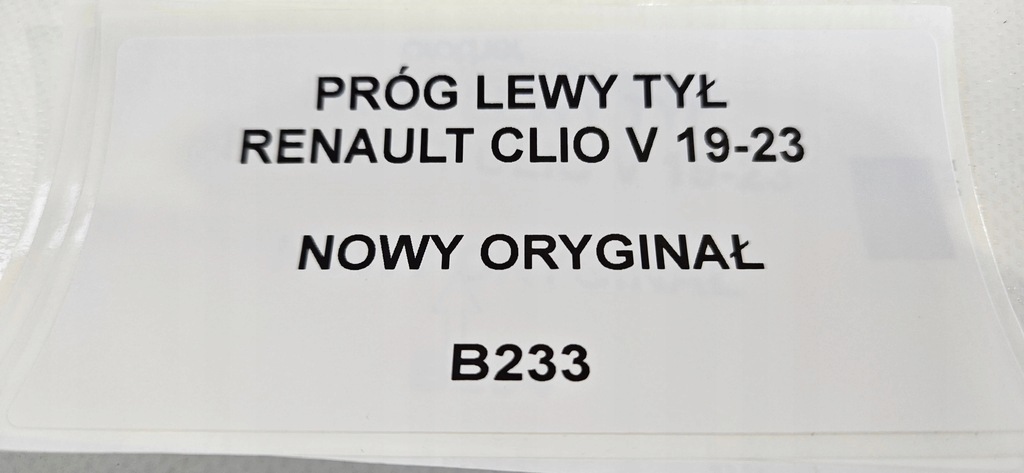 PRÓG LEWY TYŁ
RENAULT CLIO V 19-23
NOWY ORYGINAŁ
B233